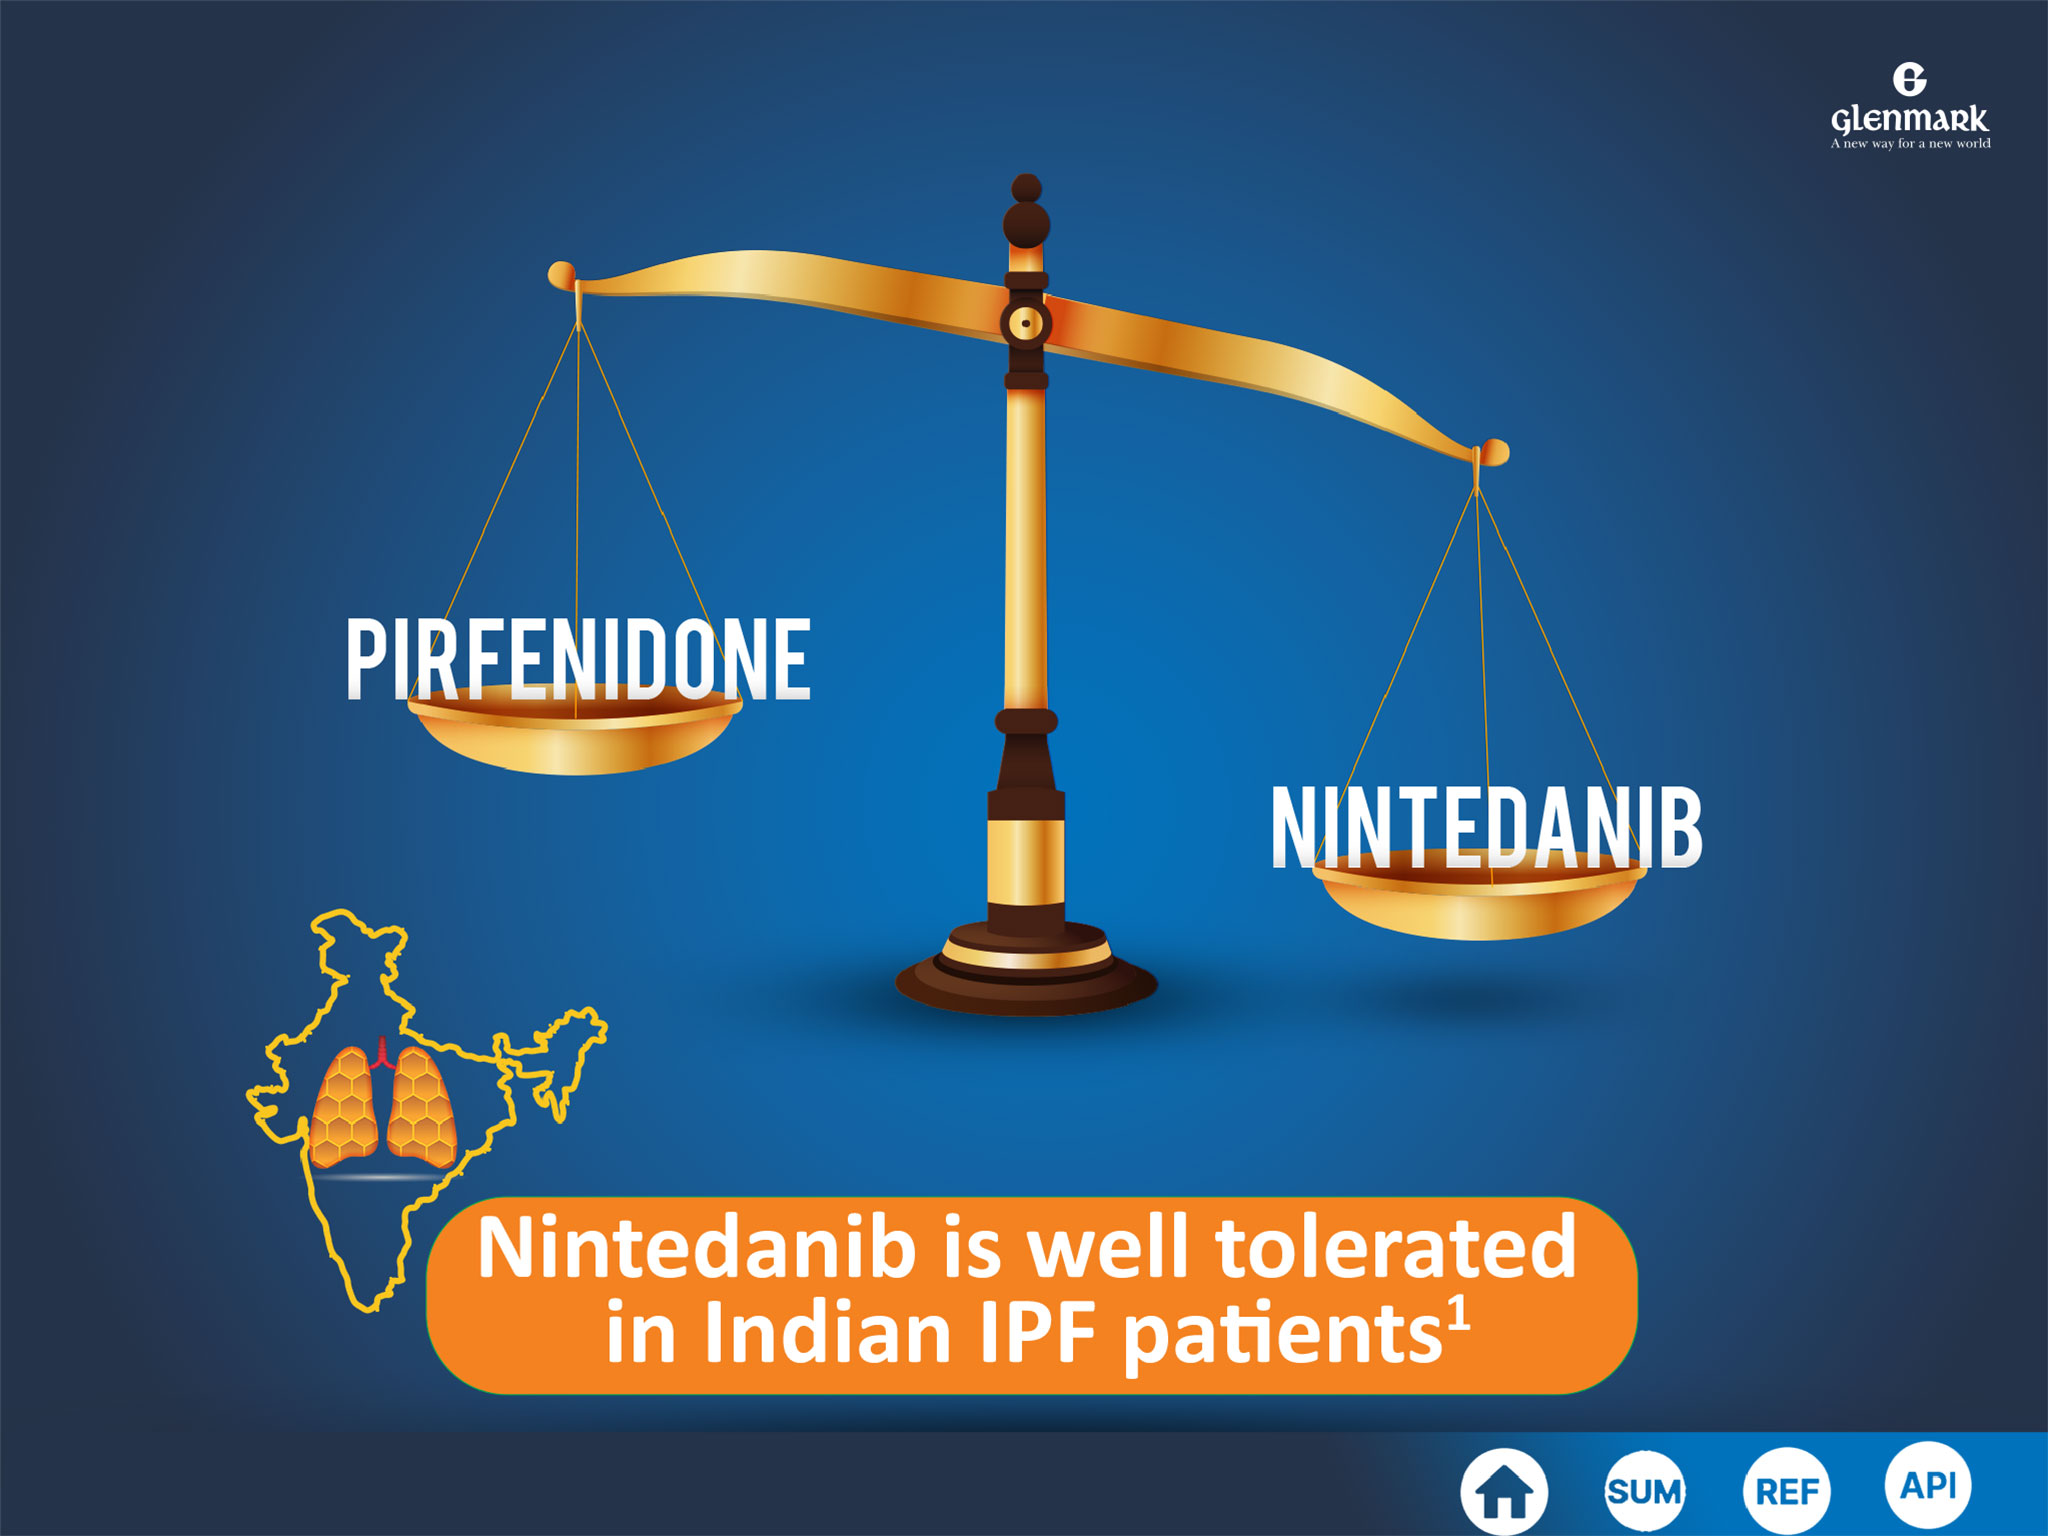 Glenmark
A new way for a new world
PIRFENIDONE
NINTEDANIB
Nintedanib is well tolerated
in Indian IPF patients¹
SUM
REF
API